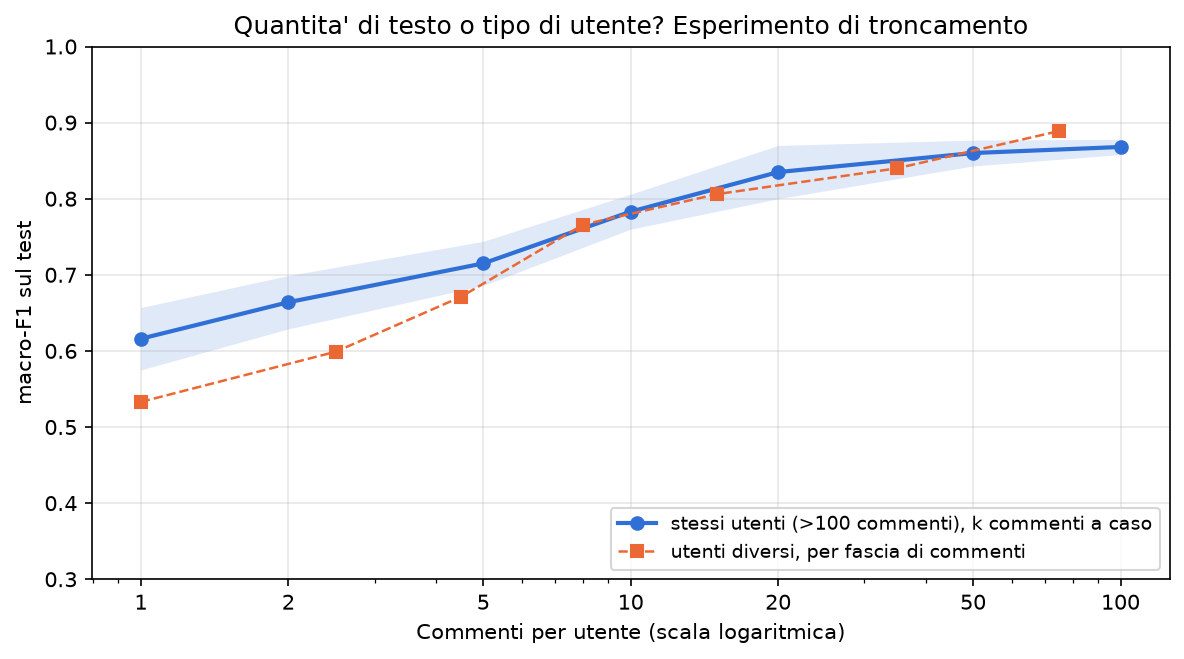 Quantita' di testo o tipo di utente? Esperimento di troncamento
macro-F1 sul test
1.0
0.9
0.8
0.7
0.6
0.5
0.4
0.3
stessi utenti (>100 commenti), k commenti a caso
utenti diversi, per fascia di commenti
1 2 5 10 20 50 100
Commenti per utente (scala logaritmica)